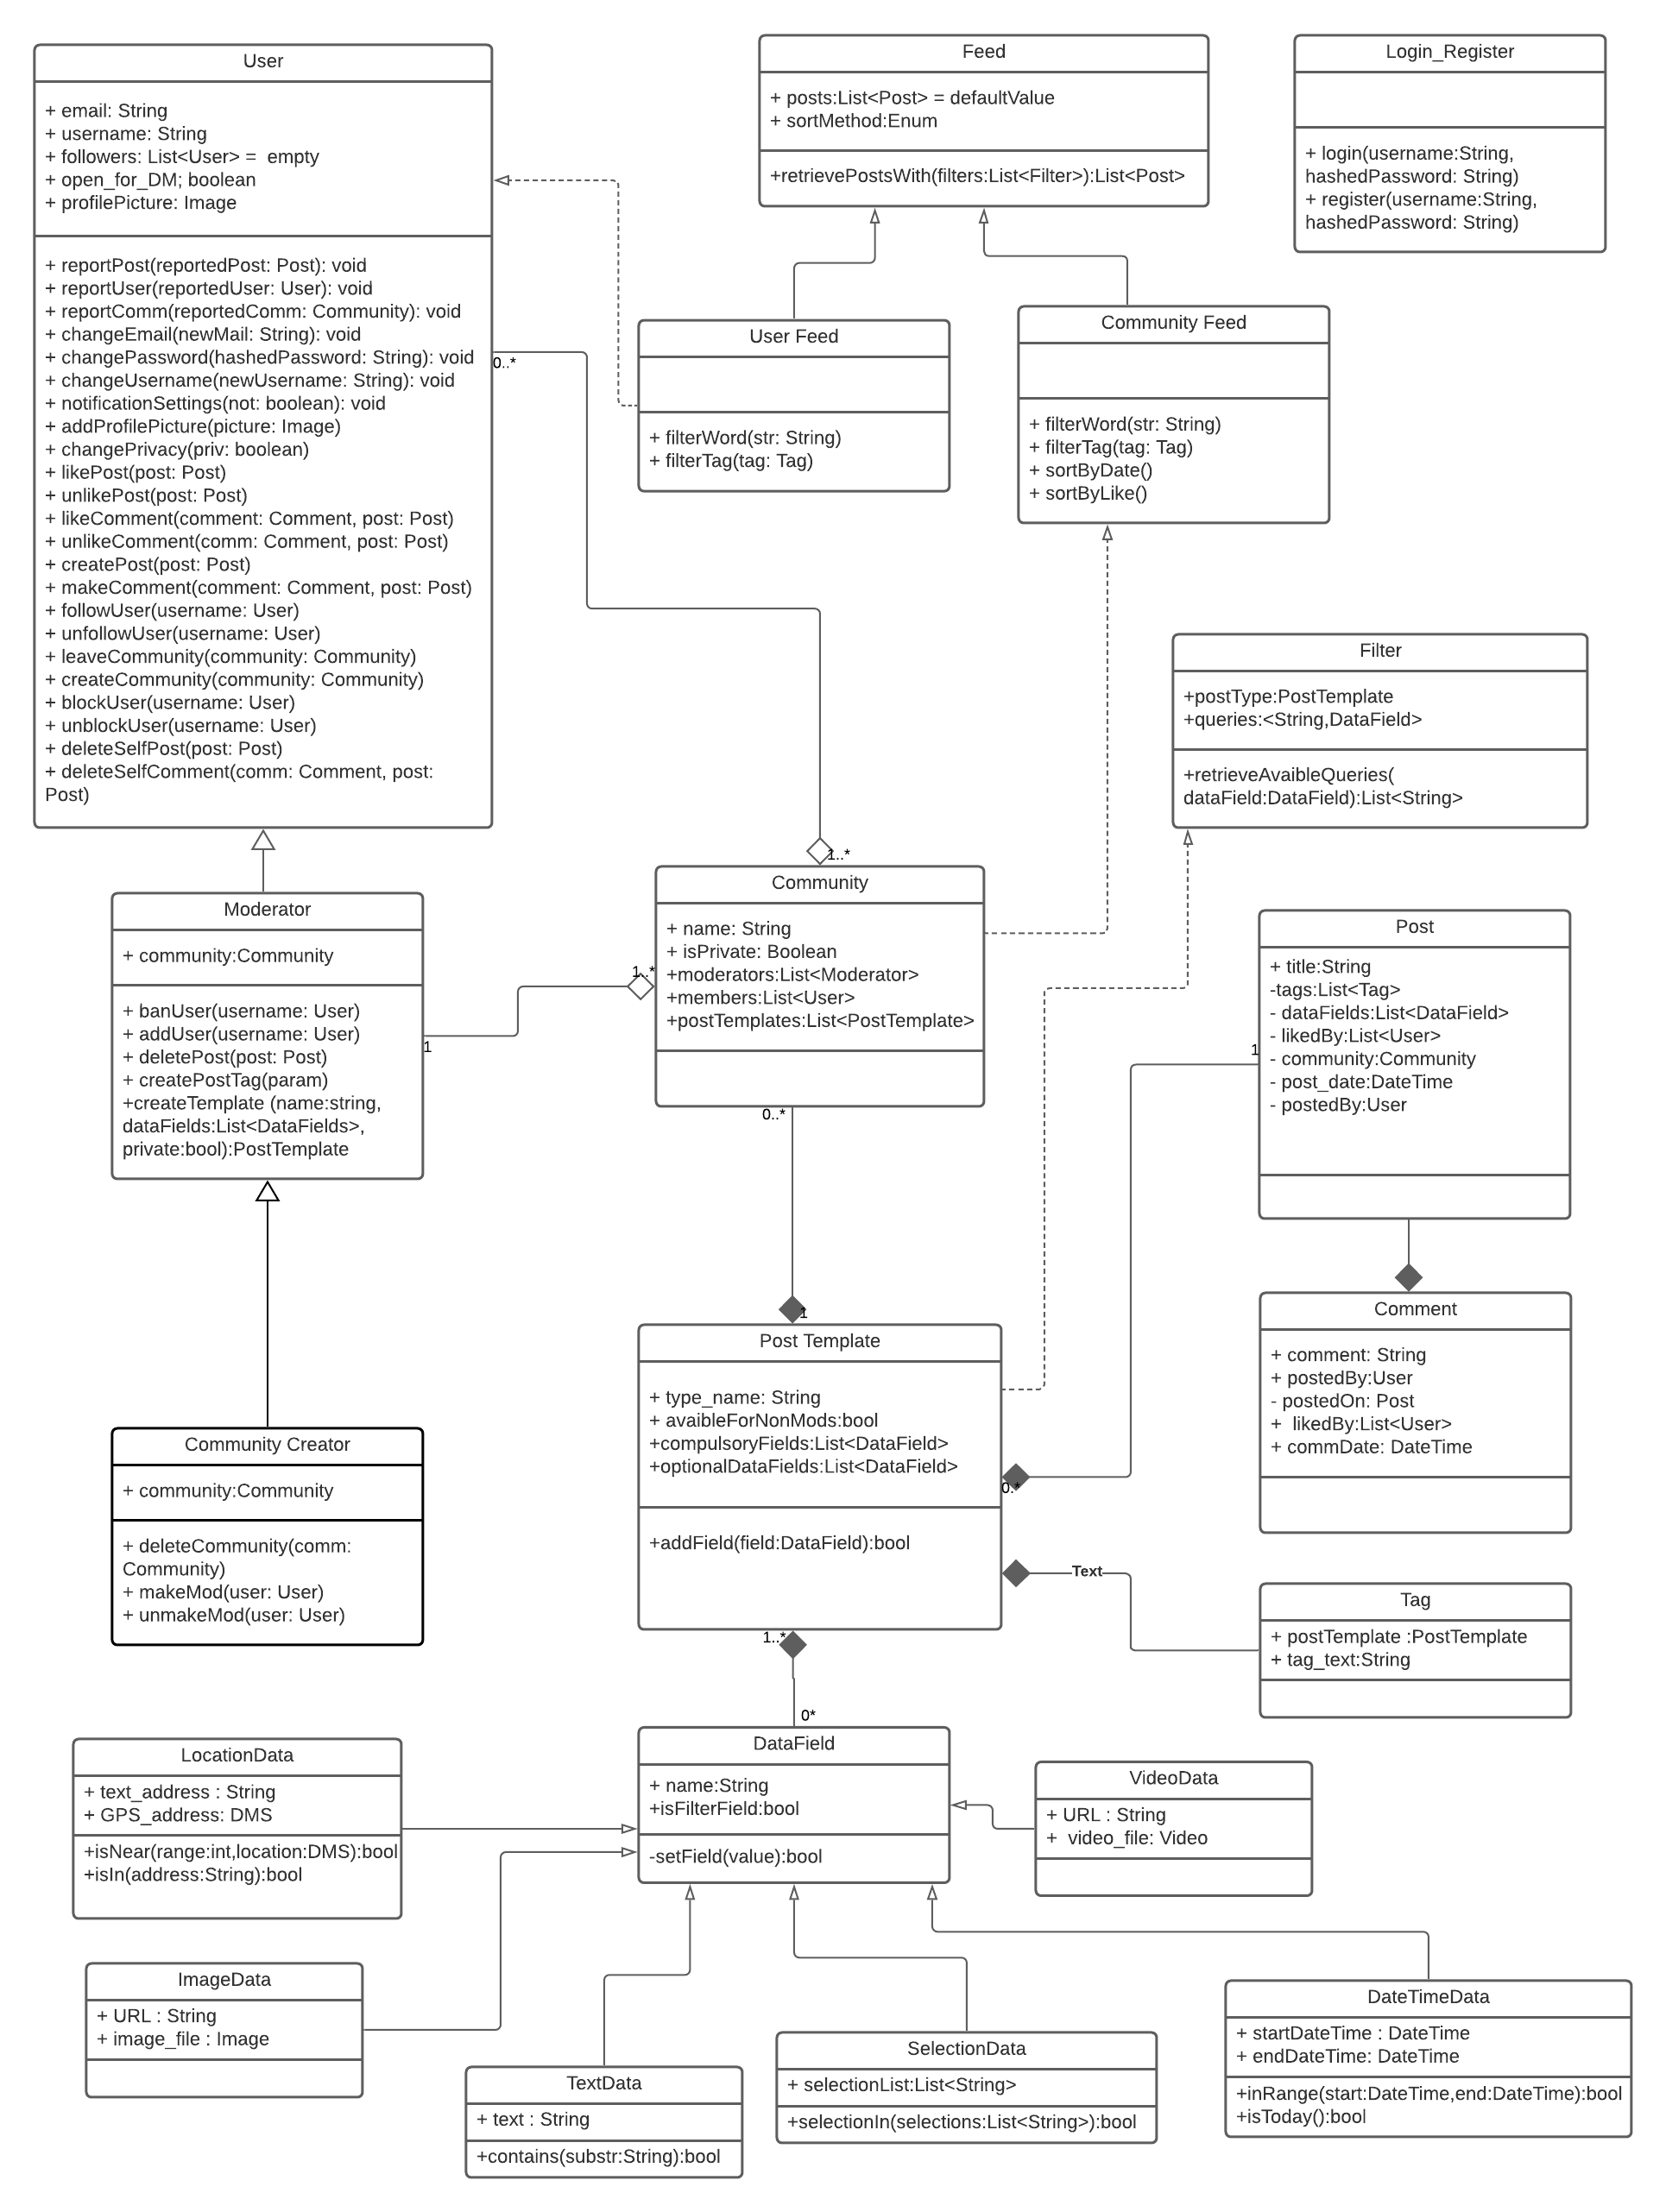 User
+ email: String
+ username: String
+ followers: List<User> =  empty
+ open_for_DM; boolean
+ profilePicture: Image
+ reportPost(reportedPost: Post): void
+ reportUser(reportedUser: User): void
+ reportComm(reportedComm: Community): void
+ changeEmail(newMail: String): void
+ changePassword(hashedPassword: String): void
+ changeUsername(newUsername: String): void
+ notificationSettings(not: boolean): void
+ addProfilePicture(picture: Image)
+ changePrivacy(priv: boolean)
+ likePost(post: Post)
+ unlikePost(post: Post)
+ likeComment(comment: Comment, post: Post)
+ unlikeComment(comm: Comment, post: Post)
+ createPost(post: Post)
+ makeComment(comment: Comment, post: Post)
+ followUser(username: User)
+ unfollowUser(username: User)
+ leaveCommunity(community: Community)
+ createCommunity(community: Community)
+ blockUser(username: User)
+ unblockUser(username: User)
+ deleteSelfPost(post: Post)
+ deleteSelfComment(comm: Comment, post:
Post)
0..*
Feed
+ posts:List<Post> = defaultValue
+ sortMethod:Enum
+retrievePostsWith(filters:List<Filter>):List<Post>
Login_Register
+ login(username:String,
hashedPassword: String)
+ register(username:String,
hashedPassword: String)
User Feed
+ filterWord(str: String)
+ filterTag(tag: Tag)
Community Feed
+ filterWord(str: String)
+ filterTag(tag: Tag)
+ sortByDate()
+ sortByLike()
Filter
+postType:PostTemplate
+queries:<String,DataField>
+retrieveAvaibleQueries(
dataField:DataField):List<String>
Moderator
+ community:Community
+ banUser(username: User)
+ addUser(username: User)
+ deletePost(post: Post)
+ createPostTag(param)
+createTemplate (name:string,
dataFields:List<DataFields>,
private:bool):PostTemplate
1
1..*
1..*
Community
+ name: String
+ isPrivate: Boolean
+moderators:List<Moderator>
+members:List<User>
+postTemplates:List<PostTemplate>
0..*
1
Post
+ title:String
-tags:List<Tag>
- dataFields:List<DataField>
- likedBy:List<User>
- community:Community
- post_date:DateTime
- postedBy:User
1
Comment
+ comment: String
+ postedBy:User
- postedOn: Post
+  likedBy:List<User>
+ commDate: DateTime
Post Template
+ type_name: String
+ avaibleForNonMods:bool
+compulsoryFields:List<DataField>
+optionalDataFields:List<DataField>
+addField(field:DataField):bool
0..*
Text
1..*
0*
Community Creator
+ community:Community
+ deleteCommunity(comm:
Community)
+ makeMod(user: User)
+ unmakeMod(user: User)
Tag
+ postTemplate :PostTemplate
+ tag_text:String
LocationData
+ text_address : String
+ GPS_address: DMS
+isNear(range:int,location:DMS):bool
+isIn(address:String):bool
DataField
+ name:String
+isFilterField:bool
-setField(value):bool
VideoData
+ URL : String
+  video_file: Video
ImageData
+ URL : String
+ image_file : Image
TextData
+ text : String
+contains(substr:String):bool
SelectionData
+ selectionList:List<String>
+selectionIn(selections:List<String>):bool
DateTimeData
+ startDateTime : DateTime
+ endDateTime: DateTime
+inRange(start:DateTime,end:DateTime):bool
+isToday():bool